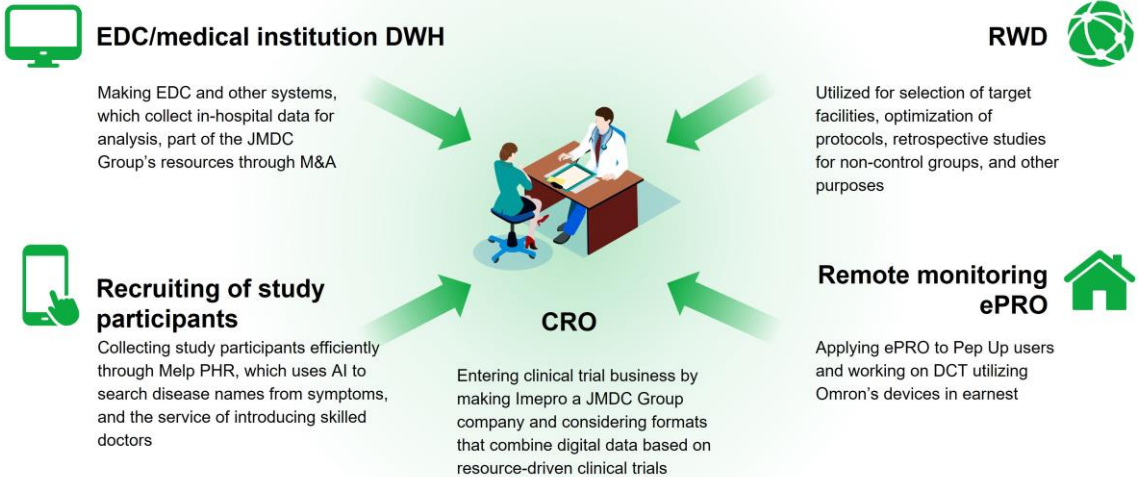 EDC/medical institution DWH
Making EDC and other systems,
which collect in-hospital data for
analysis, part of the JMDC
Group's resources through M&A
RWD
Utilized for selection of target
facilities, optimization of
protocols, retrospective studies
for non-control groups, and other
purposes
Recruiting of study
participants
Collecting study participants efficiently
through Melp PHR, which uses AI to
search disease names from symptoms,
and the service of introducing skilled
doctors
CRO
Entering clinical trial business by
making Imepro a JMDC Group
company and considering formats
that combine digital data based on
resource-driven clinical trials
Remote monitoring
ePRO
Applying ePRO to Pep Up users
and working on DCT utilizing
Omron's devices in earnest